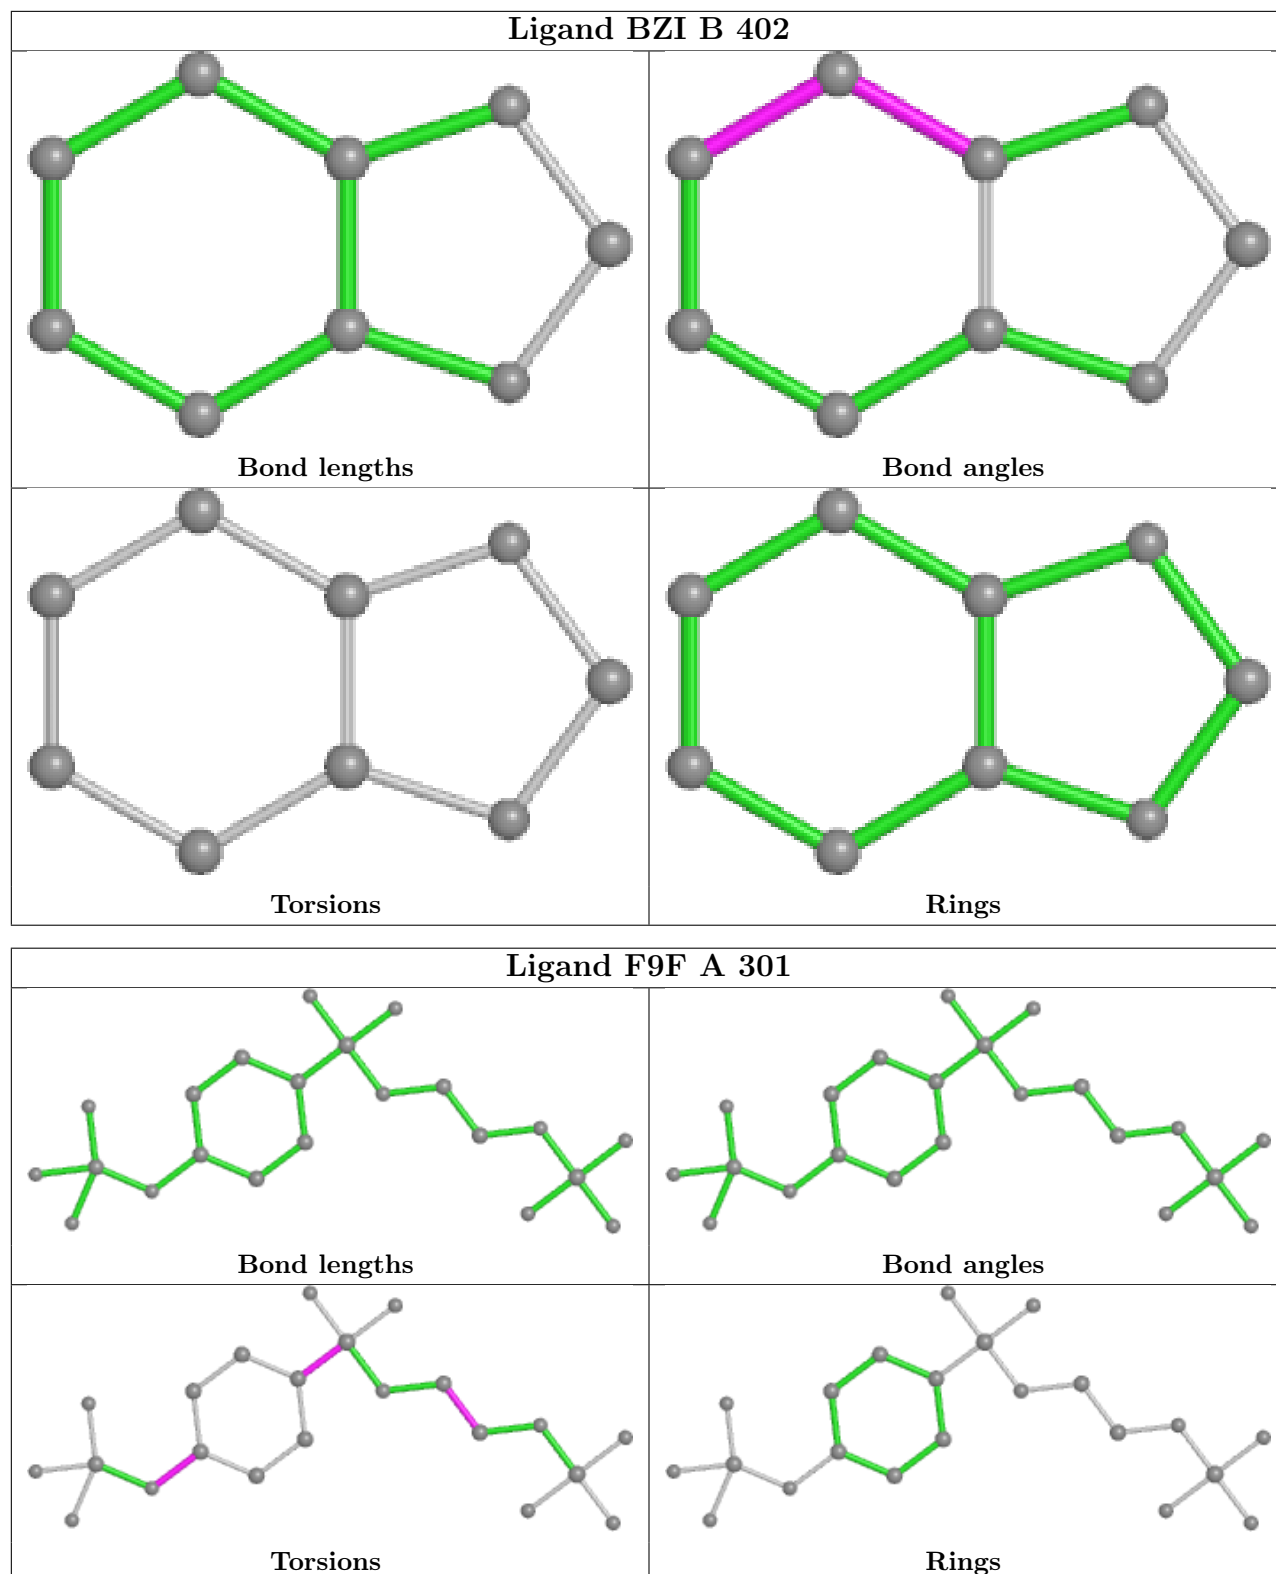 Ligand BZI B 402
Bond lengths
Bond angles
Torsions
Rings
Ligand F9F A 301
Bond lengths
Bond angles
Torsions
Rings